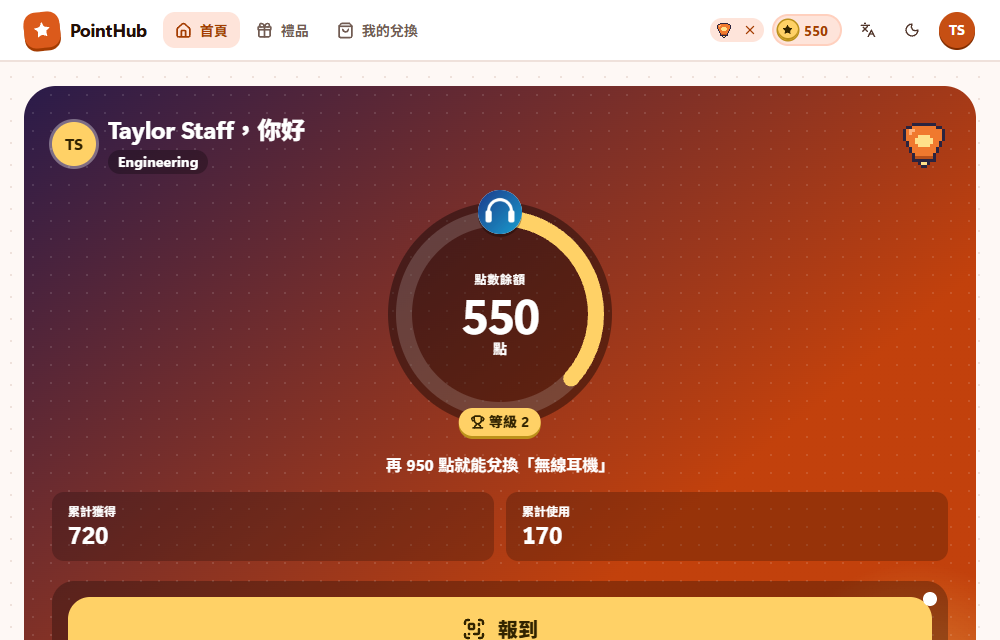 PointHub
首頁
禮品
我的兌換
550
TS
TS
Taylor Staff，你好
Engineering
點數餘額
550
點
等級 2
再 950 點就能兌換「無線耳機」
累計獲得
720
累計使用
170
報到